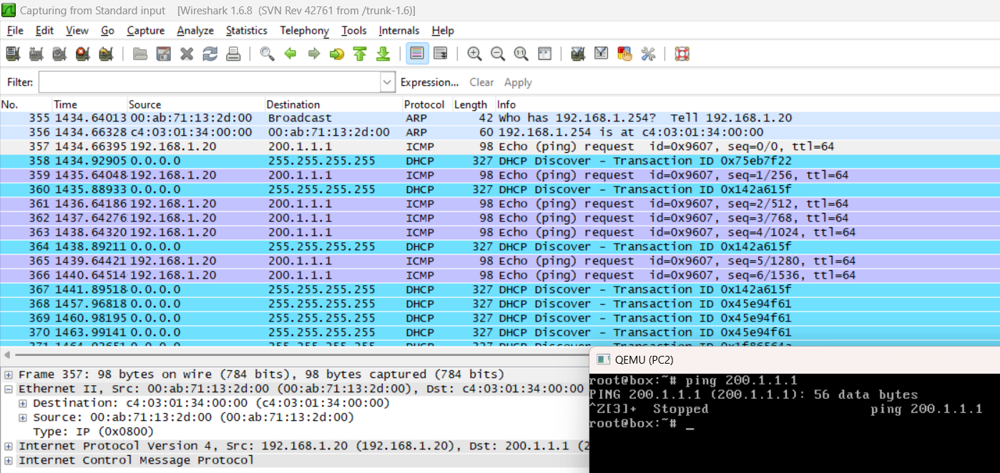 Capturing from Standard input    [Wireshark 1.6.8  (SVN Rev 42761 from /trunk-1.6)]
File  Edit  View  Go  Capture  Analyze  Statistics  Telephony  Tools  Internals  Help
Filter:  Expression...  Clear  Apply
No.  Time  Source  Destination  Protocol  Length  Info
355 1434.64013 00:ab:71:13:2d:00  Broadcast  ARP  42 Who has 192.168.1.254?  Tell 192.168.1.20
356 1434.66328 c4:03:01:34:00:00  00:ab:71:13:2d:00  ARP  60 192.168.1.254 is at c4:03:01:34:00:00
357 1434.66395 192.168.1.20  200.1.1.1  ICMP  98 Echo (ping) request  id=0x9607, seq=0/0, ttl=64
358 1434.92905 0.0.0.0  255.255.255.255  DHCP  327 DHCP Discover - Transaction ID 0x75eb7f22
359 1435.64048 192.168.1.20  200.1.1.1  ICMP  98 Echo (ping) request  id=0x9607, seq=1/256, ttl=64
360 1435.88933 0.0.0.0  255.255.255.255  DHCP  327 DHCP Discover - Transaction ID 0x142a615f
361 1436.64186 192.168.1.20  200.1.1.1  ICMP  98 Echo (ping) request  id=0x9607, seq=2/512, ttl=64
362 1437.64276 192.168.1.20  200.1.1.1  ICMP  98 Echo (ping) request  id=0x9607, seq=3/768, ttl=64
363 1438.64320 192.168.1.20  200.1.1.1  ICMP  98 Echo (ping) request  id=0x9607, seq=4/1024, ttl=64
364 1438.89211 0.0.0.0  255.255.255.255  DHCP  327 DHCP Discover - Transaction ID 0x142a615f
365 1439.64421 192.168.1.20  200.1.1.1  ICMP  98 Echo (ping) request  id=0x9607, seq=5/1280, ttl=64
366 1440.64514 192.168.1.20  200.1.1.1  ICMP  98 Echo (ping) request  id=0x9607, seq=6/1536, ttl=64
367 1441.89518 0.0.0.0  255.255.255.255  DHCP  327 DHCP Discover - Transaction ID 0x142a615f
368 1457.96818 0.0.0.0  255.255.255.255  DHCP  327 DHCP Discover - Transaction ID 0x45e94f61
369 1460.98195 0.0.0.0  255.255.255.255  DHCP  327 DHCP Discover - Transaction ID 0x45e94f61
370 1463.99141 0.0.0.0  255.255.255.255  DHCP  327 DHCP Discover - Transaction ID 0x45e94f61
Frame 357: 98 bytes on wire (784 bits), 98 bytes captured (784 bits)
Ethernet II, Src: 00:ab:71:13:2d:00 (00:ab:71:13:2d:00), Dst: c4:03:01:34:00:00
Destination: c4:03:01:34:00:00 (c4:03:01:34:00:00)
Source: 00:ab:71:13:2d:00 (00:ab:71:13:2d:00)
Type: IP (0x0800)
Internet Protocol Version 4, Src: 192.168.1.20 (192.168.1.20), Dst: 200.1.1.1 (2
Internet Control Message Protocol
QEMU (PC2)
root@box:~# ping 200.1.1.1
PING 200.1.1.1 (200.1.1.1): 56 data bytes
^Z[3]+  Stopped                 ping 200.1.1.1
root@box:~# _